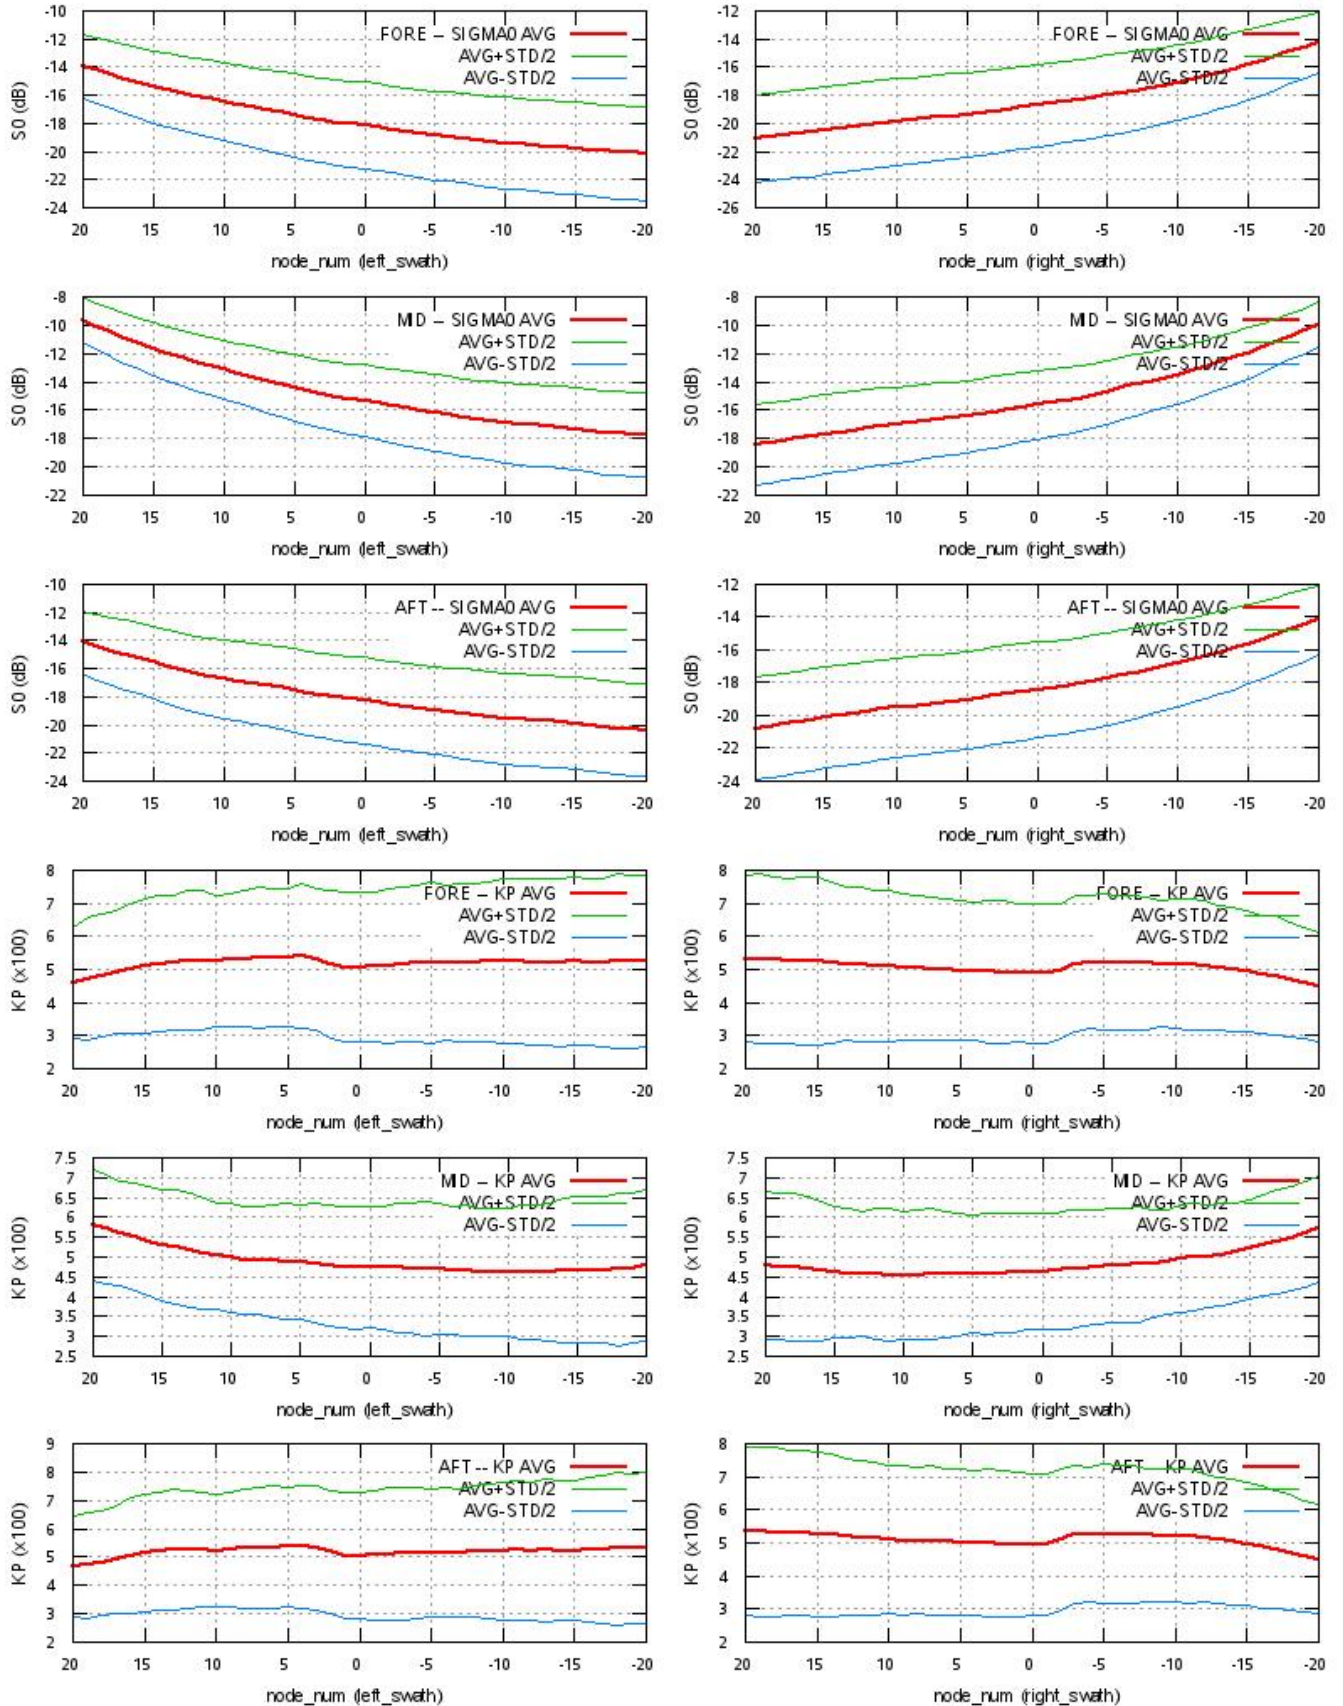 -10
-12
-14
-16
-18
-20
-22
-24
S0 (dB)
FORE -- SIGMA0 AVG
AVG+STD/2
AVG-STD/2
20 15 10 5 0 -5 -10 -15 -20
node_num (left_swath)
-12
-14
-16
-18
-20
-22
-24
-26
S0 (dB)
FORE -- SIGMA0 AVG
AVG+STD/2
AVG-STD/2
20 15 10 5 0 -5 -10 -15 -20
node_num (right_swath)
-8
-10
-12
-14
-16
-18
-20
-22
S0 (dB)
MID -- SIGMA0 AVG
AVG+STD/2
AVG-STD/2
20 15 10 5 0 -5 -10 -15 -20
node_num (left_swath)
-8
-10
-12
-14
-16
-18
-20
-22
S0 (dB)
MID -- SIGMA0 AVG
AVG+STD/2
AVG-STD/2
20 15 10 5 0 -5 -10 -15 -20
node_num (right_swath)
-10
-12
-14
-16
-18
-20
-22
-24
S0 (dB)
AFT -- SIGMA0 AVG
AVG+STD/2
AVG-STD/2
20 15 10 5 0 -5 -10 -15 -20
node_num (left_swath)
-12
-14
-16
-18
-20
-22
-24
S0 (dB)
AFT -- SIGMA0 AVG
AVG+STD/2
AVG-STD/2
20 15 10 5 0 -5 -10 -15 -20
node_num (right_swath)
8
7
6
5
4
3
2
KP (x100)
FORE -- KP AVG
AVG+STD/2
AVG-STD/2
20 15 10 5 0 -5 -10 -15 -20
node_num (left_swath)
8
7
6
5
4
3
2
KP (x100)
FORE -- KP AVG
AVG+STD/2
AVG-STD/2
20 15 10 5 0 -5 -10 -15 -20
node_num (right_swath)
7.5
7
6.5
6
5.5
5
4.5
4
3.5
3
2.5
KP (x100)
MID -- KP AVG
AVG+STD/2
AVG-STD/2
20 15 10 5 0 -5 -10 -15 -20
node_num (left_swath)
7.5
7
6.5
6
5.5
5
4.5
4
3.5
3
2.5
KP (x100)
MID -- KP AVG
AVG+STD/2
AVG-STD/2
20 15 10 5 0 -5 -10 -15 -20
node_num (right_swath)
9
8
7
6
5
4
3
2
KP (x100)
AFT -- KP AVG
AVG+STD/2
AVG-STD/2
20 15 10 5 0 -5 -10 -15 -20
node_num (left_swath)
8
7
6
5
4
3
2
KP (x100)
AFT -- KP AVG
AVG+STD/2
AVG-STD/2
20 15 10 5 0 -5 -10 -15 -20
node_num (right_swath)